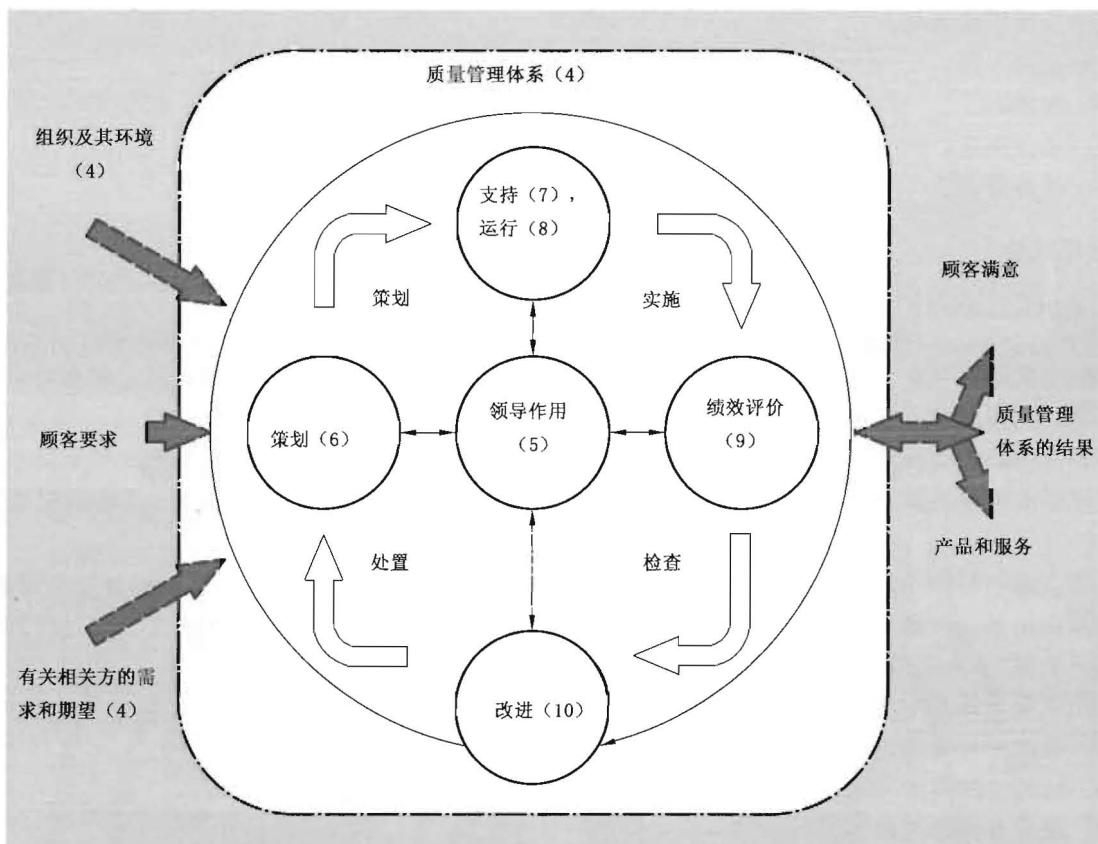 质量管理体系（4）
组织及其环境
（4）
支持（7），
运行（8）
顾客满意
策划
实施
顾客要求
策划（6）
领导作用
（5）
绩效评价
（9）
质量管理
体系的结果
处置
检查
产品和服务
有关相关方的需
求和期望（4）
改进（10）